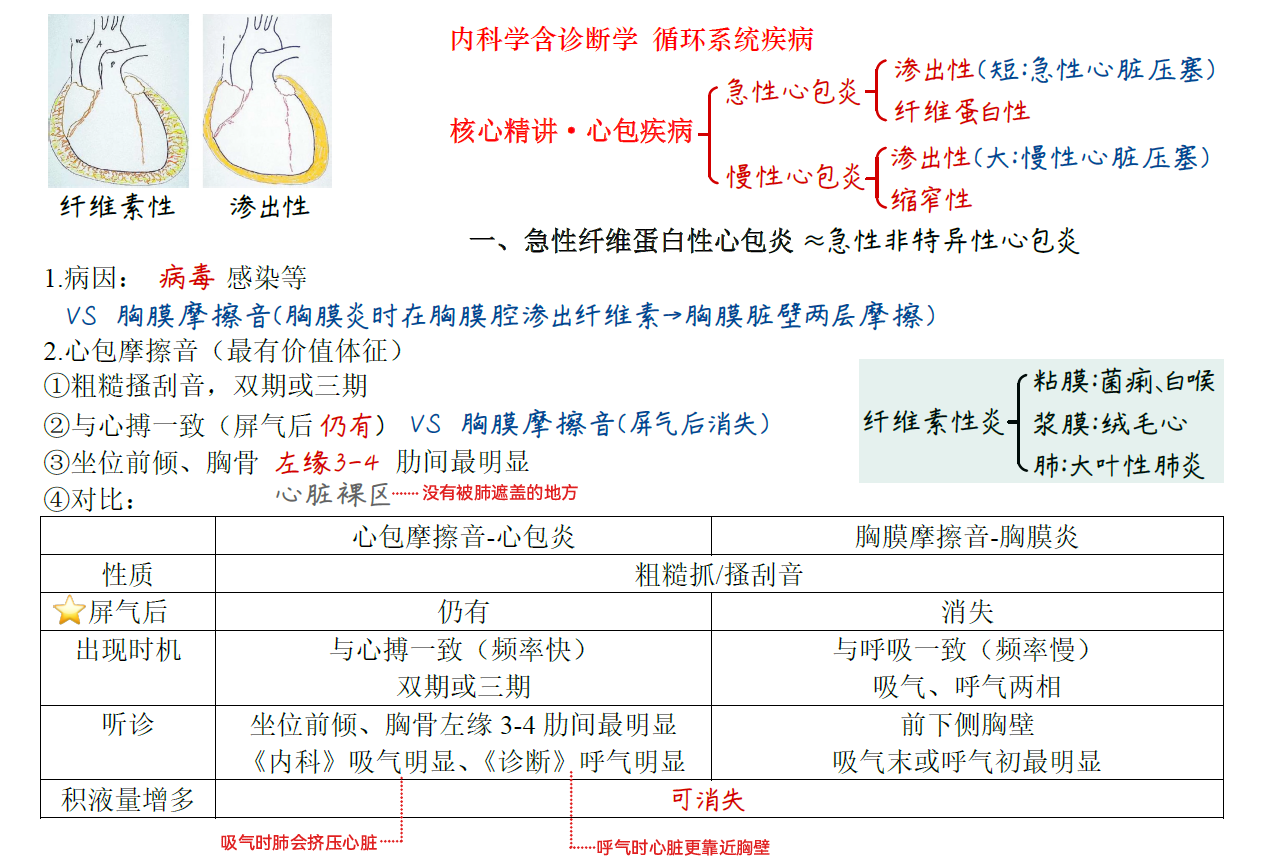 内科学含诊断学 循环系统疾病
核心精讲·心包疾病
急性心包炎
渗出性(短:急性心脏压塞)
纤维蛋白性
慢性心包炎
渗出性(大:慢性心脏压塞)
缩窄性
纤维素性
渗出性
一、急性纤维蛋白性心包炎 ≈急性非特异性心包炎
1.病因： 病毒 感染等
VS 胸膜摩擦音(胸膜炎时在胸膜腔渗出纤维素→胸膜脏壁两层摩擦)
2.心包摩擦音（最有价值体征）
①粗糙搔刮音，双期或三期
②与心搏一致（屏气后 仍有） VS 胸膜摩擦音(屏气后消失)
③坐位前倾、胸骨 左缘3-4 肋间最明显
心脏裸区……没有被肺遮盖的地方
④对比：
纤维素性炎
粘膜:菌痢、白喉
浆膜:绒毛心
肺:大叶性肺炎
心包摩擦音-心包炎 胸膜摩擦音-胸膜炎
性质 粗糙抓/搔刮音
⭐屏气后 仍有 消失
出现时机 与心搏一致（频率快） 与呼吸一致（频率慢）
双期或三期 吸气、呼气两相
听诊 坐位前倾、胸骨左缘 3-4 肋间最明显 前下侧胸壁
《内科》吸气明显、《诊断》呼气明显 吸气末或呼气初最明显
积液量增多 可消失
吸气时肺会挤压心脏……
……呼气时心脏更靠近胸壁